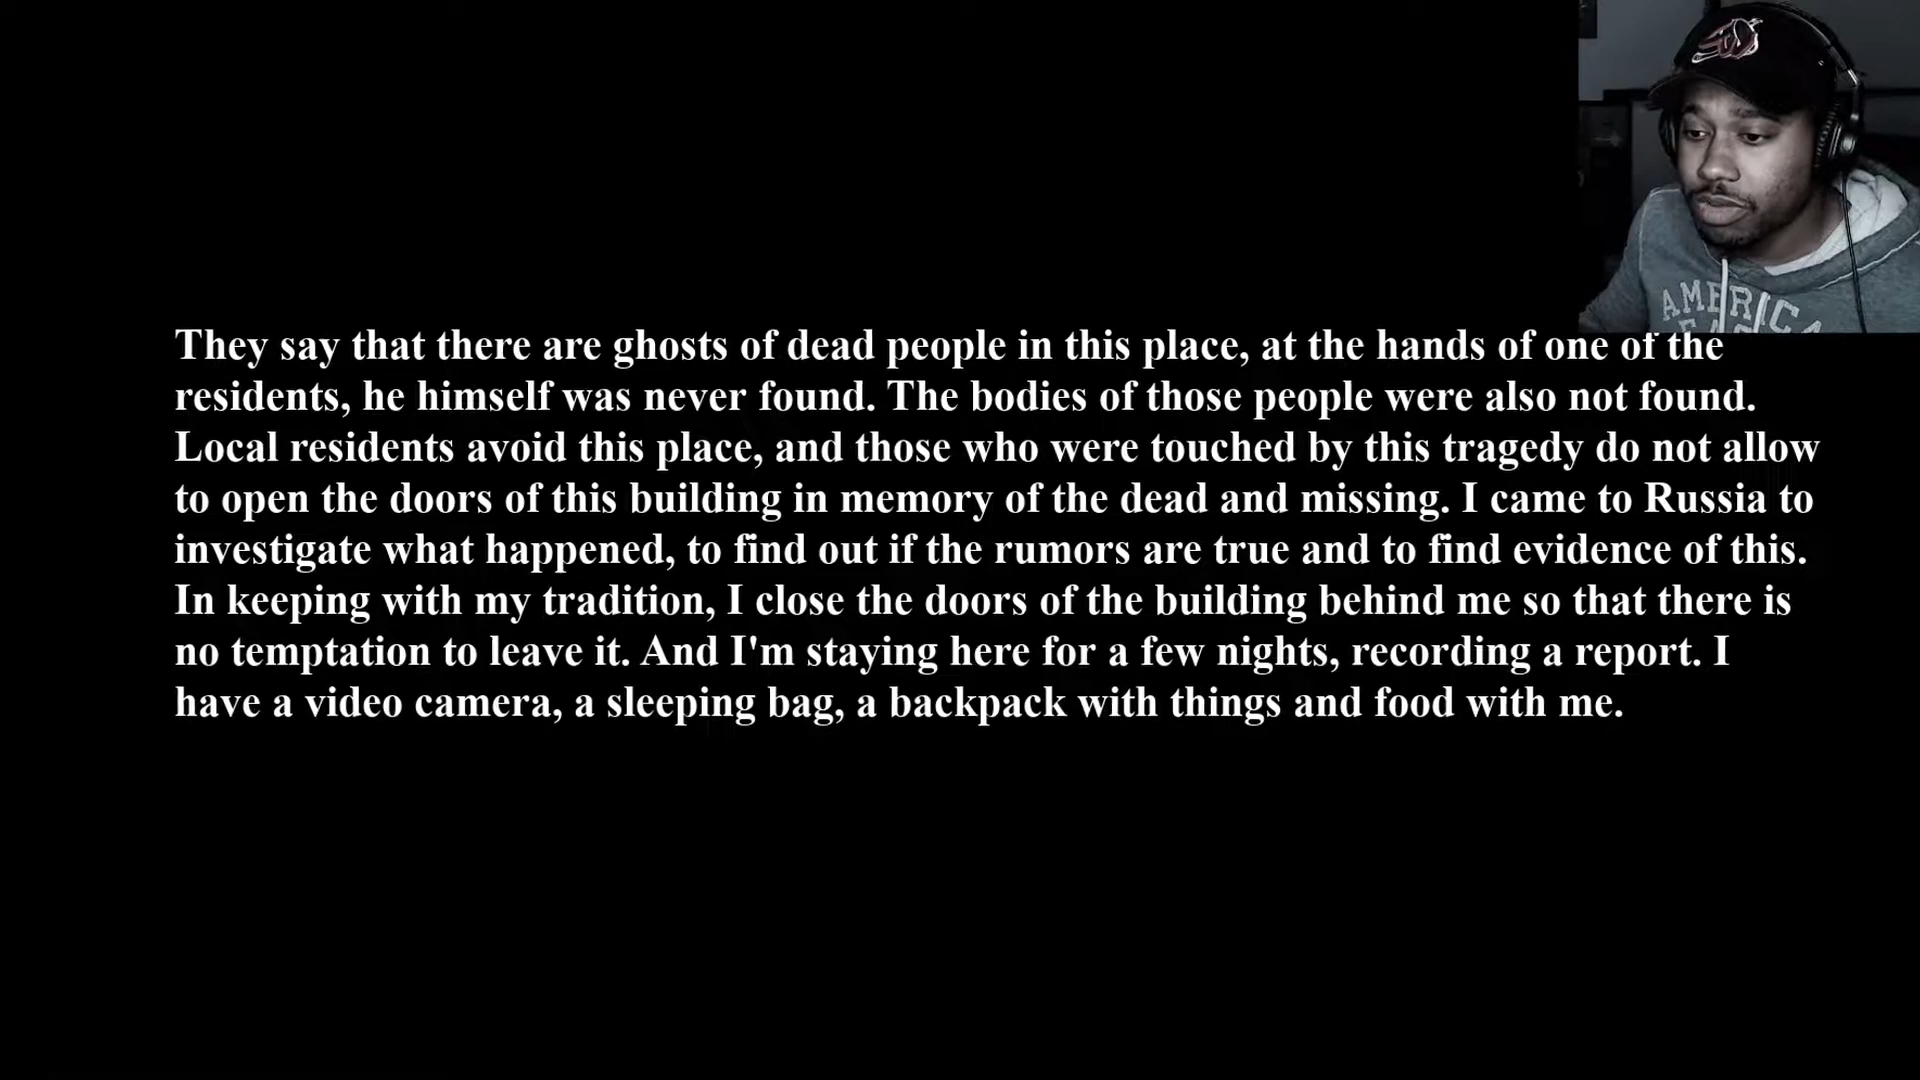 They say that there are ghosts of dead people in this place, at the hands of one of the
residents, he himself was never found. The bodies of those people were also not found.
Local residents avoid this place, and those who were touched by this tragedy do not allow
to open the doors of this building in memory of the dead and missing. I came to Russia to
investigate what happened, to find out if the rumors are true and to find evidence of this.
In keeping with my tradition, I close the doors of the building behind me so that there is
no temptation to leave it. And I'm staying here for a few nights, recording a report. I
have a video camera, a sleeping bag, a backpack with things and food with me.
AMERICA